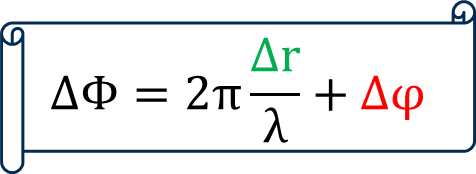 ΔΦ = 2π Δr/λ + Δφ